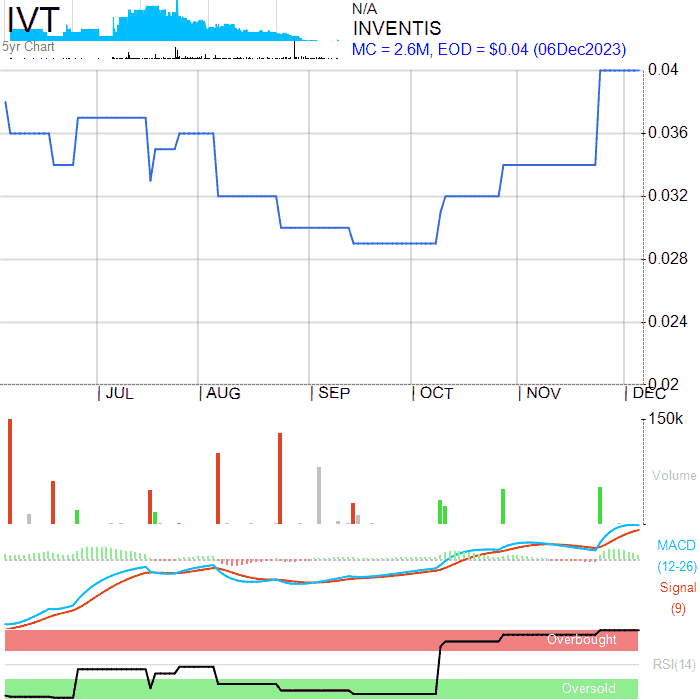 IVT
5yr Chart
N/A
INVENTIS
MC = 2.6M, EOD = $0.04 (06Dec2023)
0.04
0.036
0.032
0.028
0.024
0.02
JUL
AUG
SEP
OCT
NOV
DEC
150k
Volume
MACD
(12-26)
Signal
(9)
Overbought
RSI(14)
Oversold